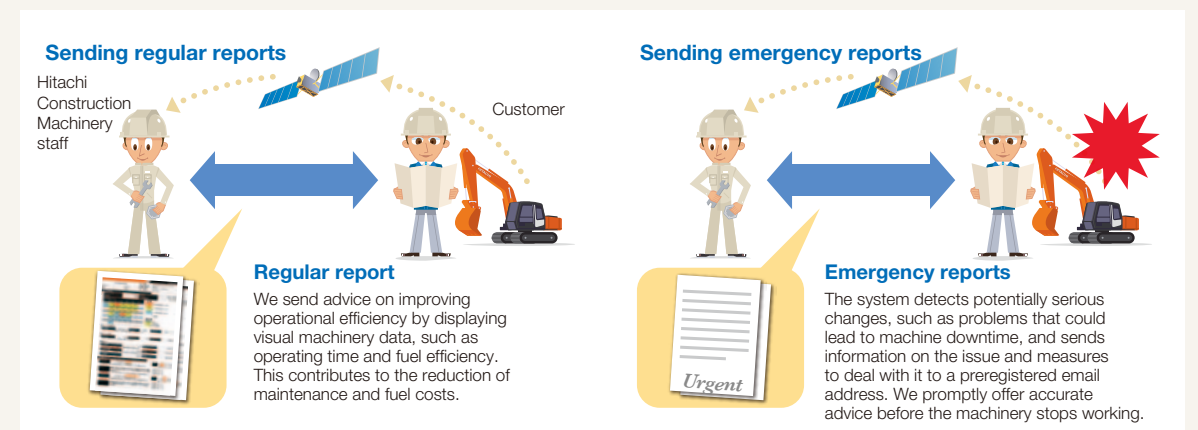 Sending regular reports
Hitachi
Construction
Machinery
staff
Customer
Regular report
We send advice on improving
operational efficiency by displaying
visual machinery data, such as
operating time and fuel efficiency.
This contributes to the reduction of
maintenance and fuel costs.
Sending emergency reports
Urgent
Emergency reports
The system detects potentially serious
changes, such as problems that could
lead to machine downtime, and sends
information on the issue and measures
to deal with it to a preregistered email
address. We promptly offer accurate
advice before the machinery stops working.